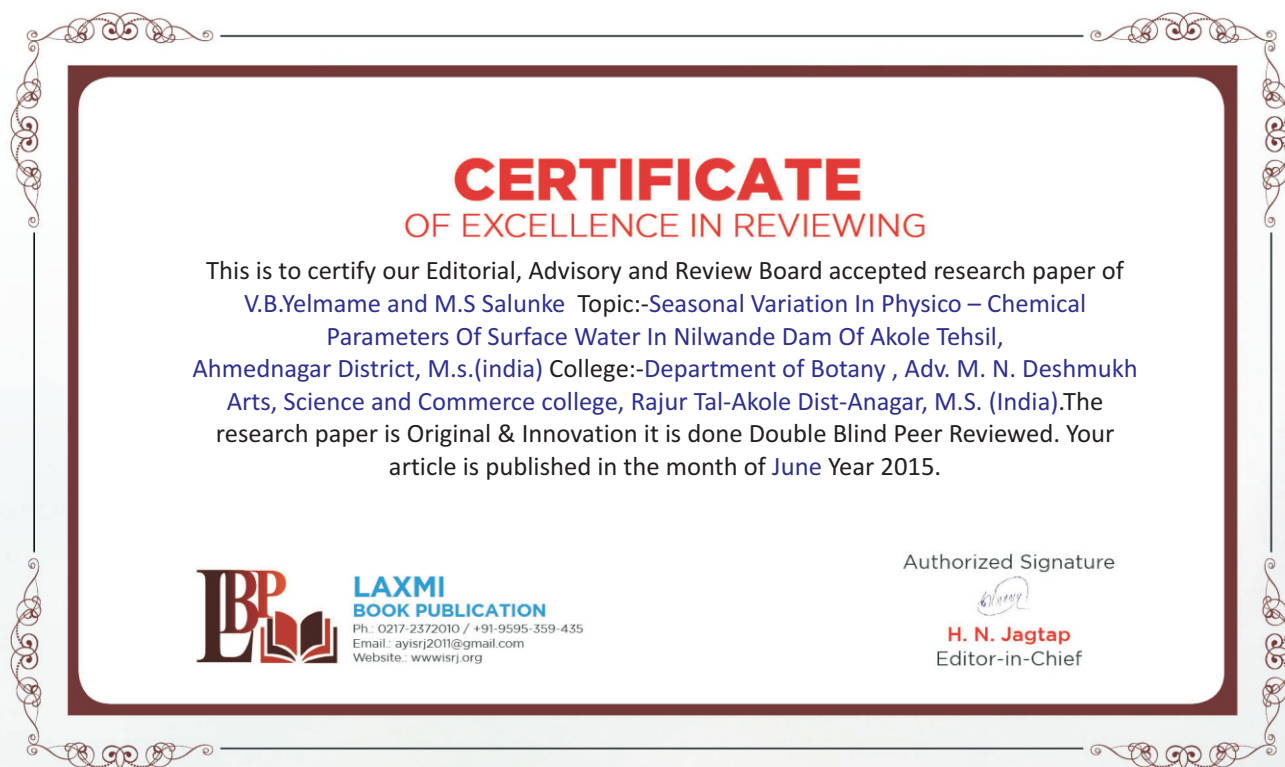 CERTIFICATE
OF EXCELLENCE IN REVIEWING
This is to certify our Editorial, Advisory and Review Board accepted research paper of
V.B.Yelmame and M.S Salunke Topic:-Seasonal Variation In Physico – Chemical
Parameters Of Surface Water In Nilwande Dam Of Akole Tehsil,
Ahmednagar District, M.s.(india) College:-Department of Botany , Adv. M. N. Deshmukh
Arts, Science and Commerce college, Rajur Tal-Akole Dist-Anagar, M.S. (India).The
research paper is Original & Innovation it is done Double Blind Peer Reviewed. Your
article is published in the month of June Year 2015.
LBP
LAXMI
BOOK PUBLICATION
Ph.: 0217-2372010 / +91-9595-359-435
Email.: ayisrj2011@gmail.com
Website.: wwwisrj.org
Authorized Signature
H. N. Jagtap
Editor-in-Chief